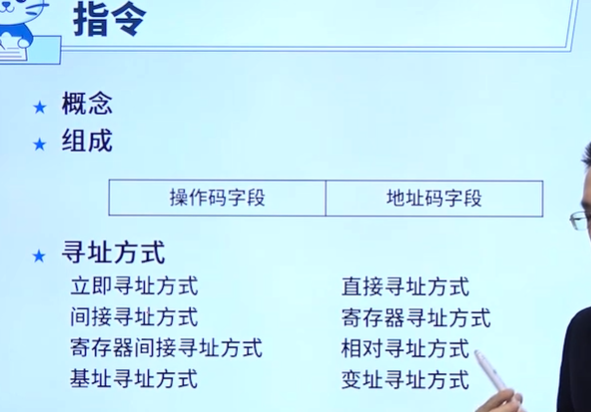 指令
概念
组成
操作码字段 地址码字段
寻址方式
立即寻址方式 直接寻址方式
间接寻址方式 寄存器寻址方式
寄存器间接寻址方式 相对寻址方式
基址寻址方式 变址寻址方式